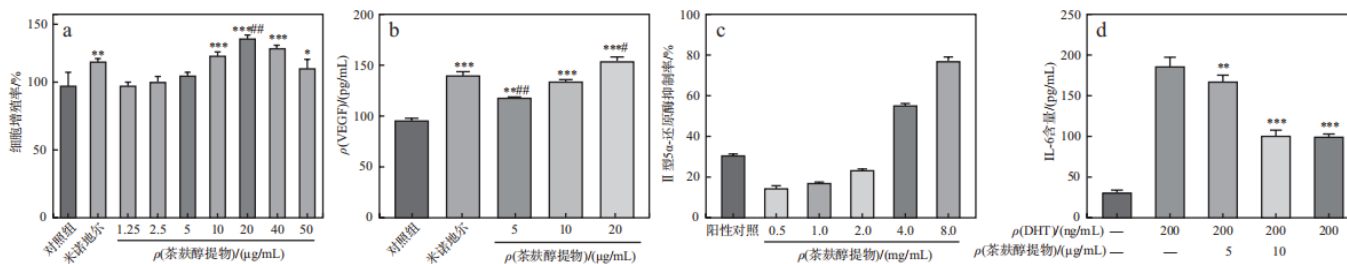 a
细胞增殖率/%
150
100
150
0
**
***
***##
***
*
对照组
米诺地尔
1.25 2.5 5 10 20 40 50
ρ(茶麸醇提物)/(μg/mL)
b
ρ(VEGF)/(pg/mL)
200
150
100
50
0
***
**##
***
***#
对照组
米诺地尔
5 10 20
ρ(茶麸醇提物)/(μg/mL)
c
Ⅱ型5α-还原酶抑制率/%
100
80
60
40
20
0
阳性对照 0.5 1.0 2.0 4.0 8.0
ρ(茶麸醇提物)/(mg/mL)
d
IL-6含量/(pg/mL)
250
200
150
100
50
0
**
***
***
ρ(DHT)/(ng/mL) — 200 200 200 200
ρ(茶麸醇提物)/(μg/mL) — — 5 10